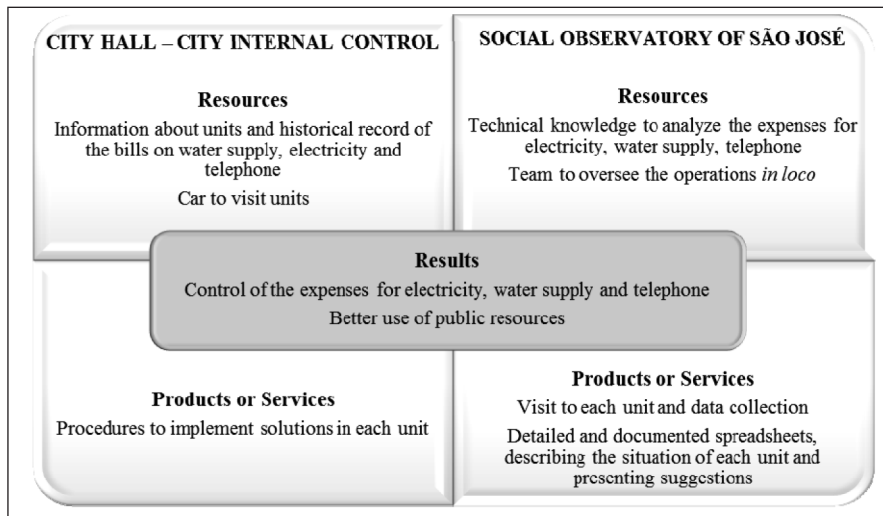 CITY HALL – CITY INTERNAL CONTROL
Resources
Information about units and historical record of
the bills on water supply, electricity and
telephone
Car to visit units
SOCIAL OBSERVATORY OF SÃO JOSÉ
Resources
Technical knowledge to analyze the expenses for
electricity, water supply, telephone
Team to oversee the operations in loco
Results
Control of the expenses for electricity, water supply and telephone
Better use of public resources
Products or Services
Procedures to implement solutions in each unit
Products or Services
Visit to each unit and data collection
Detailed and documented spreadsheets,
describing the situation of each unit and
presenting suggestions